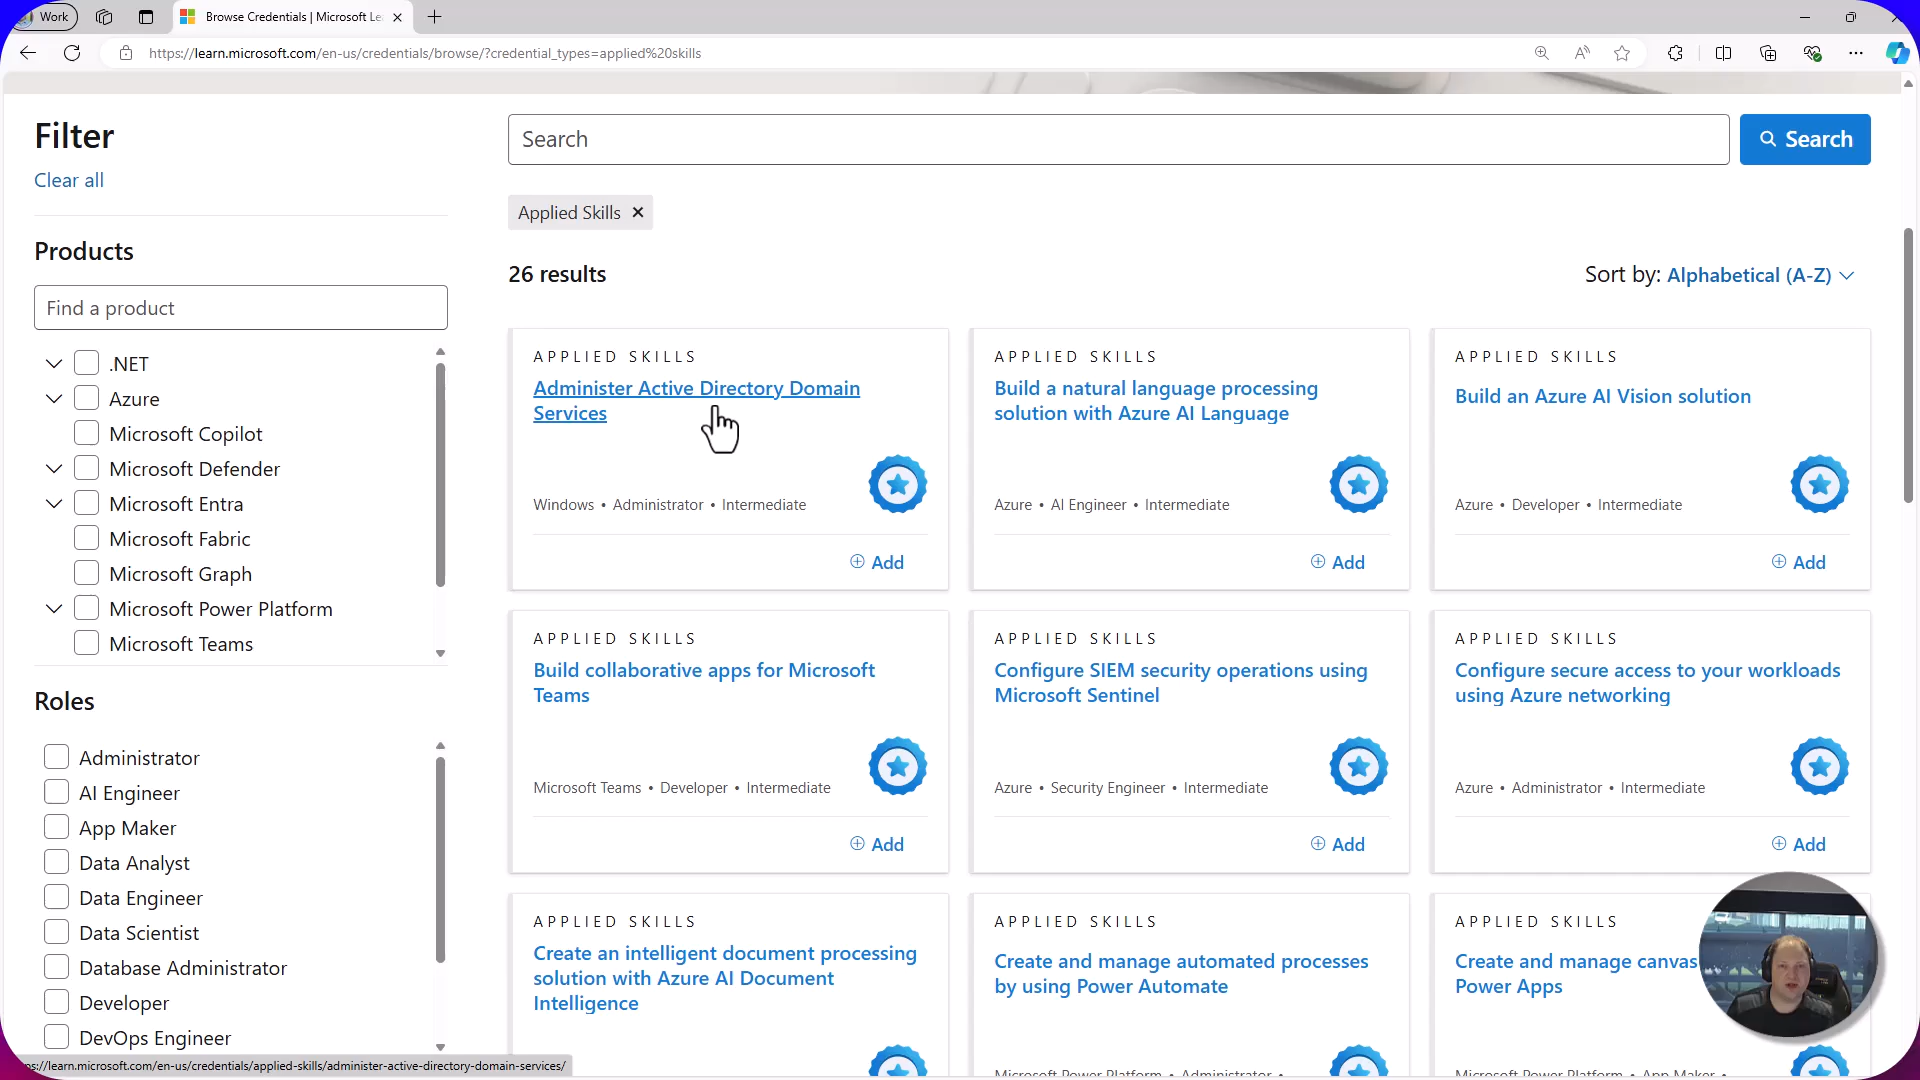 Work
Browse Credentials | Microsoft Le
https://learn.microsoft.com/en-us/credentials/browse/?credential_types=applied%20skills
Filter
Clear all
Products
Find a product
.NET
Azure
Microsoft Copilot
Microsoft Defender
Microsoft Entra
Microsoft Fabric
Microsoft Graph
Microsoft Power Platform
Microsoft Teams
Roles
Administrator
AI Engineer
App Maker
Data Analyst
Data Engineer
Data Scientist
Database Administrator
Developer
DevOps Engineer
Search
Search
Applied Skills
26 results
Sort by: Alphabetical (A-Z)
APPLIED SKILLS
Administer Active Directory Domain
Services
Windows • Administrator • Intermediate
Add
APPLIED SKILLS
Build a natural language processing
solution with Azure AI Language
Azure • AI Engineer • Intermediate
Add
APPLIED SKILLS
Build an Azure AI Vision solution
Azure • Developer • Intermediate
Add
APPLIED SKILLS
Build collaborative apps for Microsoft
Teams
Microsoft Teams • Developer • Intermediate
Add
APPLIED SKILLS
Configure SIEM security operations using
Microsoft Sentinel
Azure • Security Engineer • Intermediate
Add
APPLIED SKILLS
Configure secure access to your workloads
using Azure networking
Azure • Administrator • Intermediate
Add
APPLIED SKILLS
Create an intelligent document processing
solution with Azure AI Document
Intelligence
APPLIED SKILLS
Create and manage automated processes
by using Power Automate
Microsoft Power Platform • Administrator •
APPLIED SKILLS
Create and manage canvas
Power Apps
Microsoft Power Platform • App Maker •
ps://learn.microsoft.com/en-us/credentials/applied-skills/administer-active-directory-domain-services/